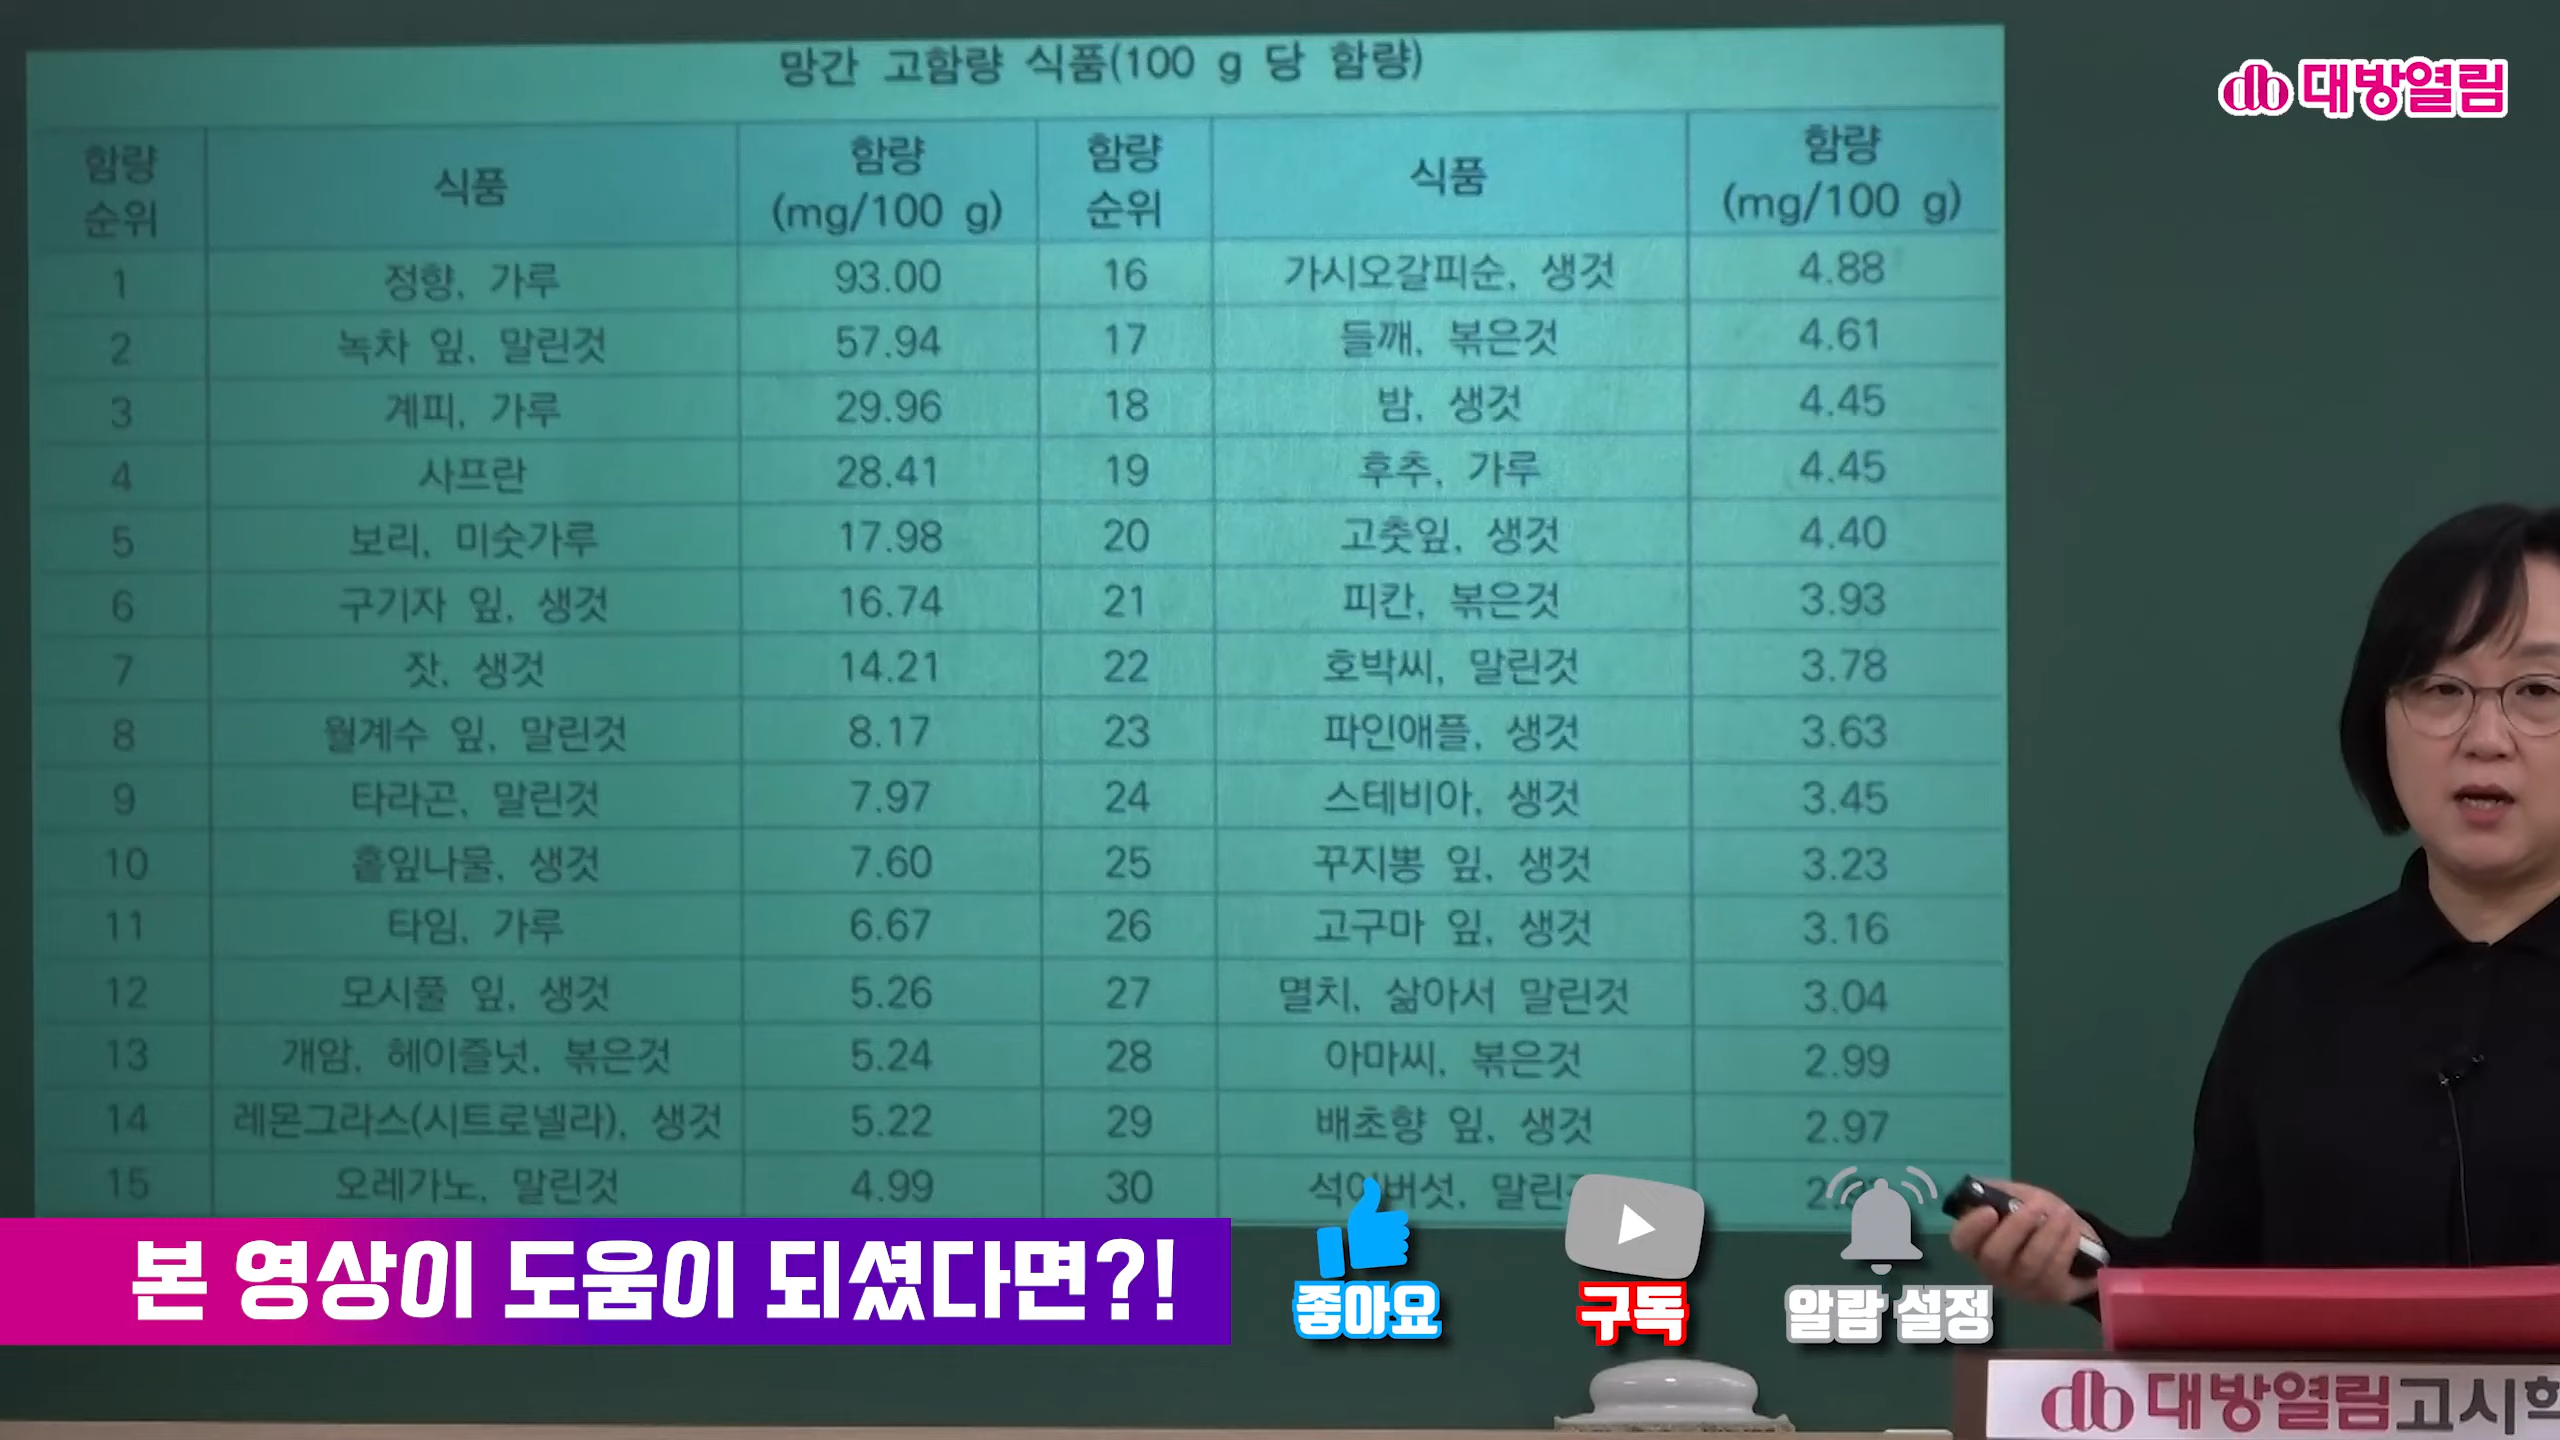 망간 고함량 식품(100 g 당 함량)
대방열림
함량 순위 식품 함량 (mg/100 g) 함량 순위 식품 함량 (mg/100 g)
1 정향, 가루 93.00 16 가시오갈피순, 생것 4.88
2 녹차 잎, 말린것 57.94 17 들깨, 볶은것 4.61
3 계피, 가루 29.96 18 밤, 생것 4.45
4 사프란 28.41 19 후추, 가루 4.45
5 보리, 미숫가루 17.98 20 고춧잎, 생것 4.40
6 구기자 잎, 생것 16.74 21 피칸, 볶은것 3.93
7 잣, 생것 14.21 22 호박씨, 말린것 3.78
8 월계수 잎, 말린것 8.17 23 파인애플, 생것 3.63
9 타라곤, 말린것 7.97 24 스테비아, 생것 3.45
10 홑잎나물, 생것 7.60 25 꾸지뽕 잎, 생것 3.23
11 타임, 가루 6.67 26 고구마 잎, 생것 3.16
12 모시풀 잎, 생것 5.26 27 멸치, 삶아서 말린것 3.04
13 개암, 헤이즐넛, 볶은것 5.24 28 아마씨, 볶은것 2.99
14 레몬그라스(시트로넬라), 생것 5.22 29 배초향 잎, 생것 2.97
15 오레가노, 말린것 4.99 30 석이버섯,
본 영상이 도움이 되셨다면?!
좋아요 구독 알람 설정
대방열림고시학